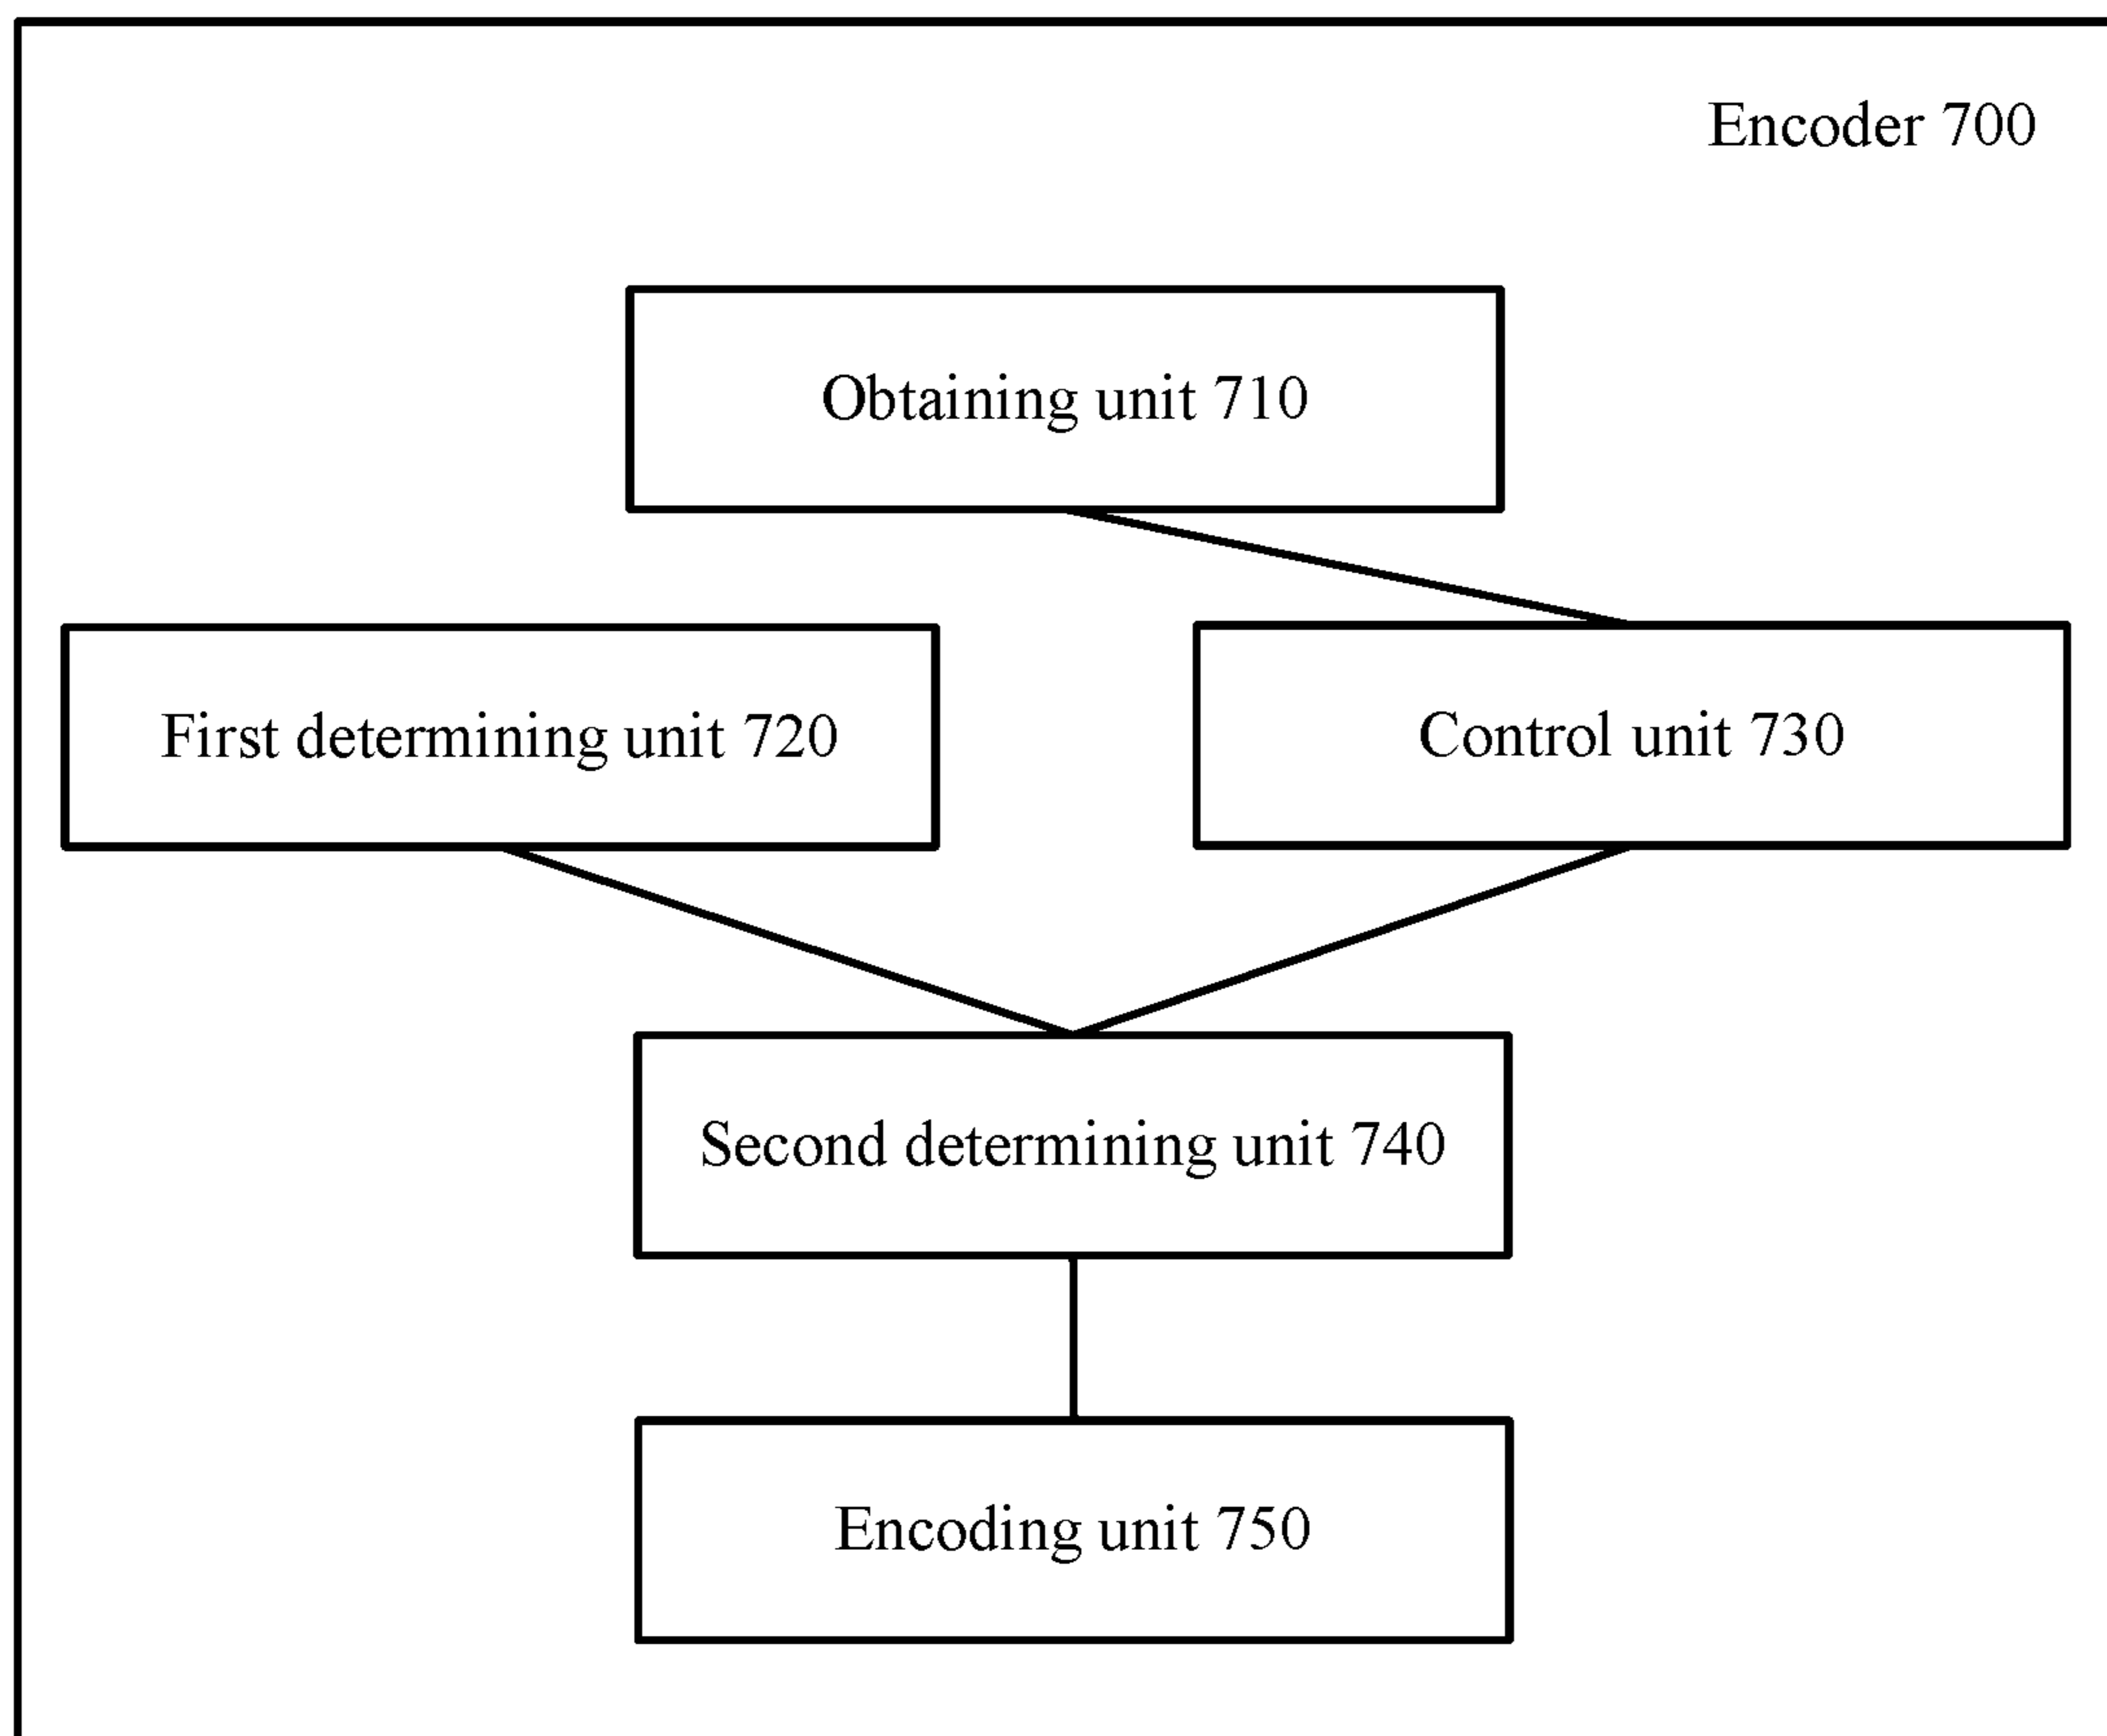 Encoder 700
Obtaining unit 710
First determining unit 720
Control unit 730
Second determining unit 740
Encoding unit 750